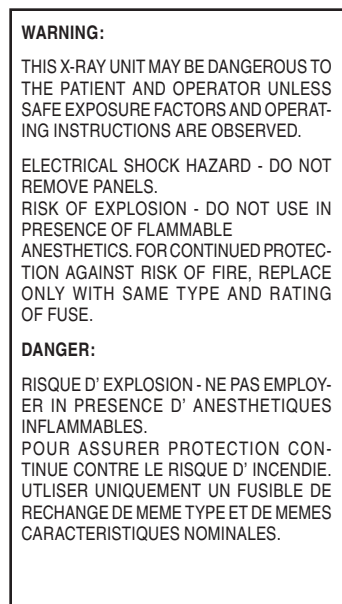 WARNING:
THIS X-RAY UNIT MAY BE DANGEROUS TO
THE PATIENT AND OPERATOR UNLESS
SAFE EXPOSURE FACTORS AND OPERAT-
ING INSTRUCTIONS ARE OBSERVED.
ELECTRICAL SHOCK HAZARD - DO NOT
REMOVE PANELS.
RISK OF EXPLOSION - DO NOT USE IN
PRESENCE OF FLAMMABLE
ANESTHETICS. FOR CONTINUED PROTEC-
TION AGAINST RISK OF FIRE, REPLACE
ONLY WITH SAME TYPE AND RATING
OF FUSE.
DANGER:
RISQUE D' EXPLOSION - NE PAS EMPLOY-
ER IN PRESENCE D' ANESTHETIQUES
INFLAMMABLES.
POUR ASSURER PROTECTION CON-
TINUE CONTRE LE RISQUE D' INCENDIE.
UTLISER UNIQUEMENT UN FUSIBLE DE
RECHANGE DE MEME TYPE ET DE MEMES
CARACTERISTIQUES NOMINALES.